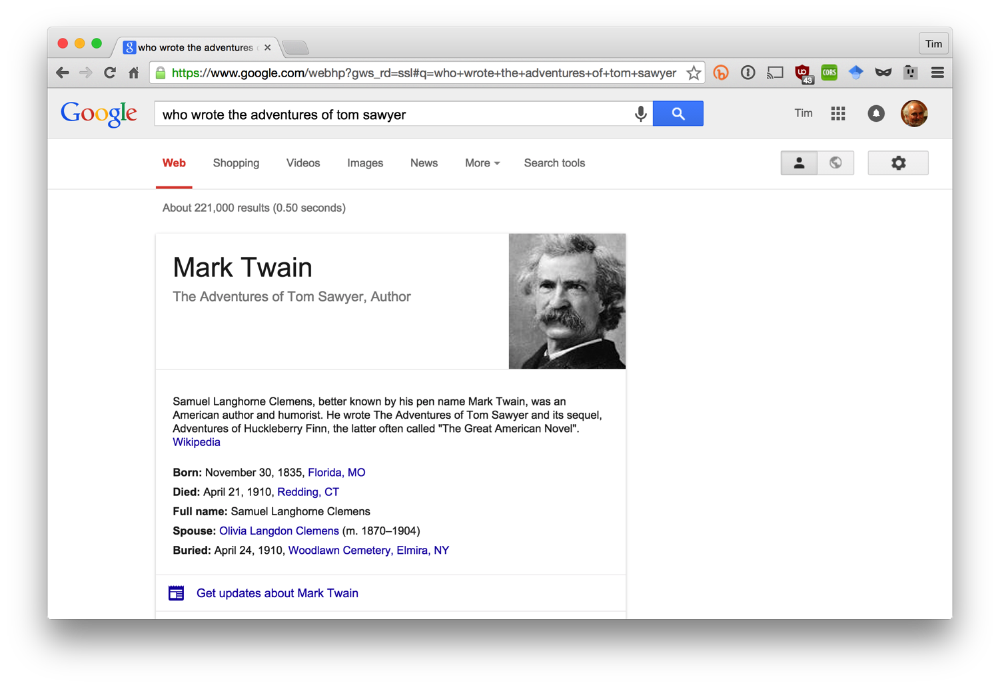 who wrote the adventures
Tim
https://www.google.com/webhp?gws_rd=ssl#q=who+wrote+the+adventures+of+tom+sawyer
43
CORS
Google
who wrote the adventures of tom sawyer
Tim
Web
Shopping
Videos
Images
News
More
Search tools
About 221,000 results (0.50 seconds)
Mark Twain
The Adventures of Tom Sawyer, Author
Samuel Langhorne Clemens, better known by his pen name Mark Twain, was an
American author and humorist. He wrote The Adventures of Tom Sawyer and its sequel,
Adventures of Huckleberry Finn, the latter often called "The Great American Novel".
Wikipedia
Born: November 30, 1835, Florida, MO
Died: April 21, 1910, Redding, CT
Full name: Samuel Langhorne Clemens
Spouse: Olivia Langdon Clemens (m. 1870–1904)
Buried: April 24, 1910, Woodlawn Cemetery, Elmira, NY
Get updates about Mark Twain